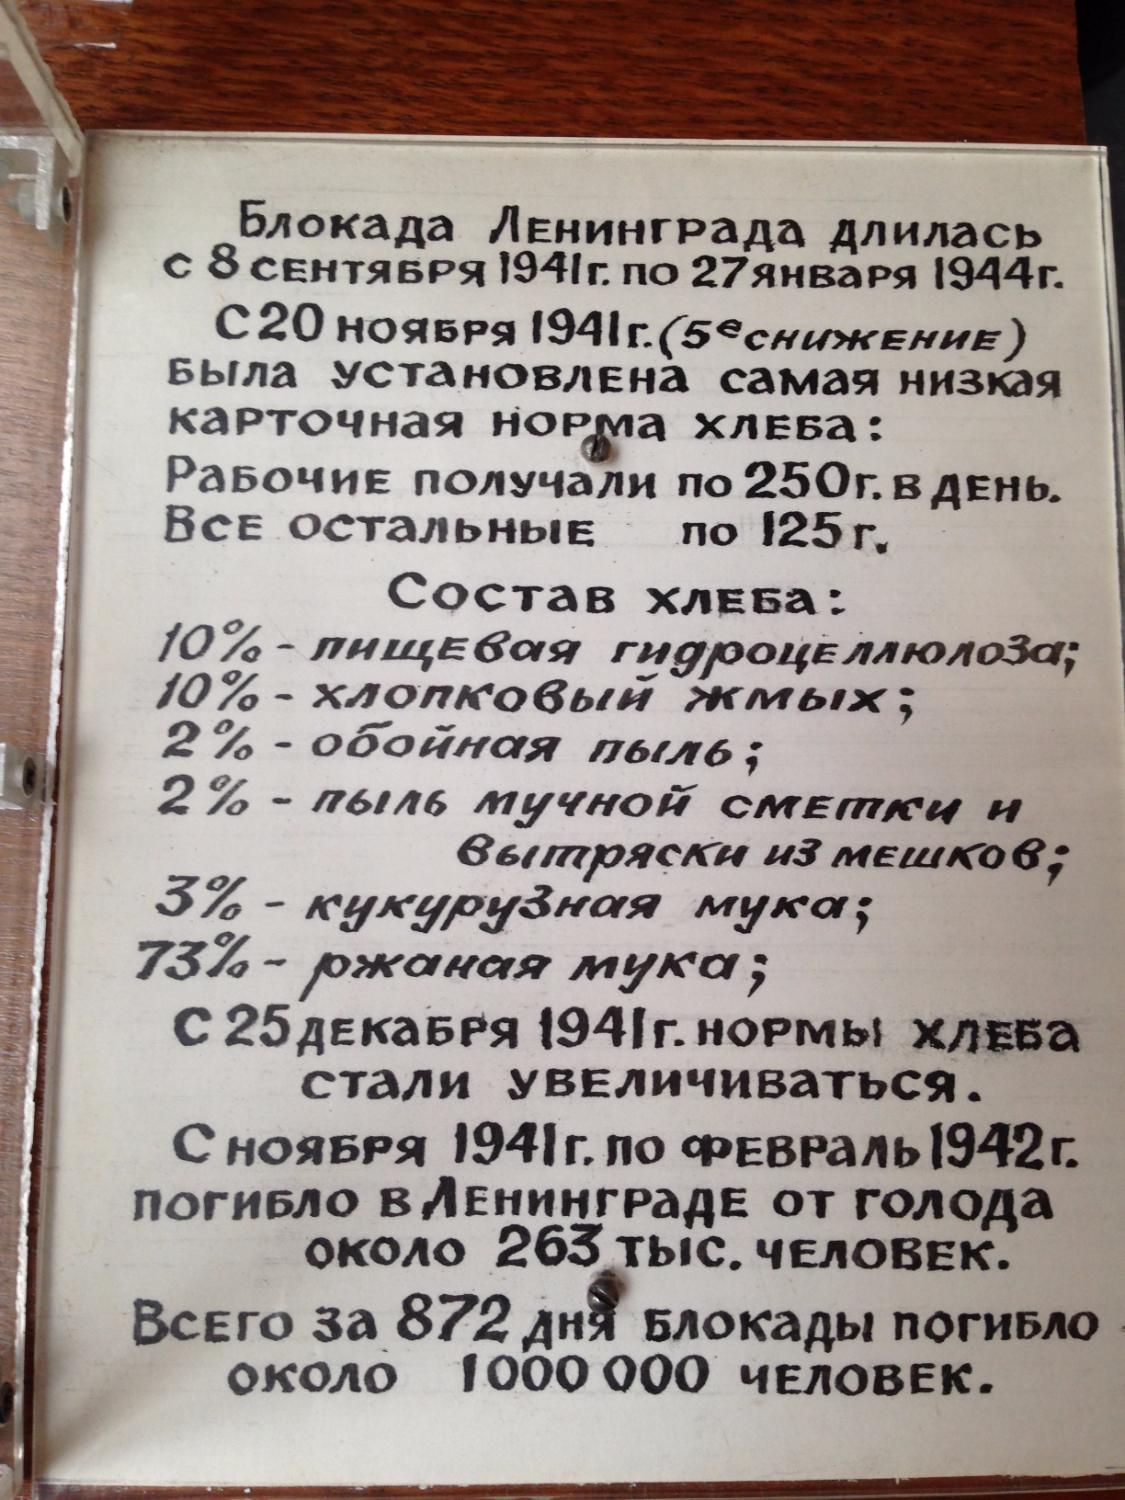 Блокада Ленинграда длилась
с 8 сентября 1941г. по 27 января 1944г.
С 20 ноября 1941г. (5е снижение)
была установлена самая низкая
карточная норма хлеба:
Рабочие получали по 250г. в день.
Все остальные по 125г.
Состав хлеба:
10% - пищевая гидроцеллюлоза;
10% - хлопковый жмых;
2% - обойная пыль;
2% - пыль мучной сметки и
вытряски из мешков;
3% - кукурузная мука;
73% - ржаная мука;
С 25 декабря 1941г. нормы хлеба
стали увеличиваться.
С ноября 1941г. по февраль 1942г.
погибло в Ленинграде от голода
около 263 тыс. человек.
Всего за 872 дня блокады погибло
около 1000 000 человек.